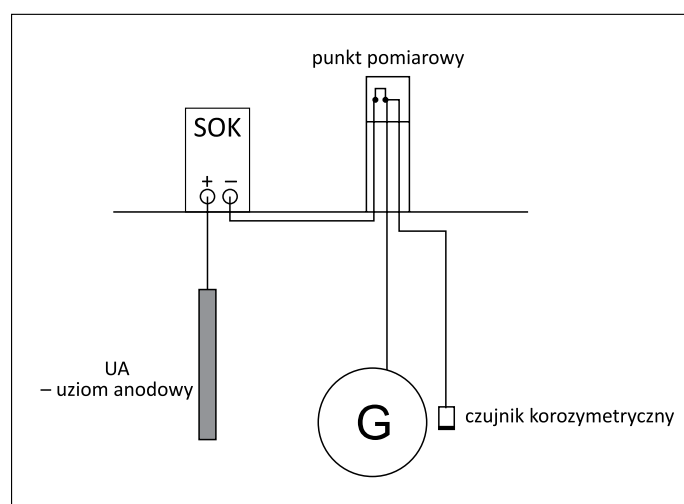 punkt pomiarowy
SOK
+ –
UA
– uziom anodowy
G
czujnik korozymetryczny